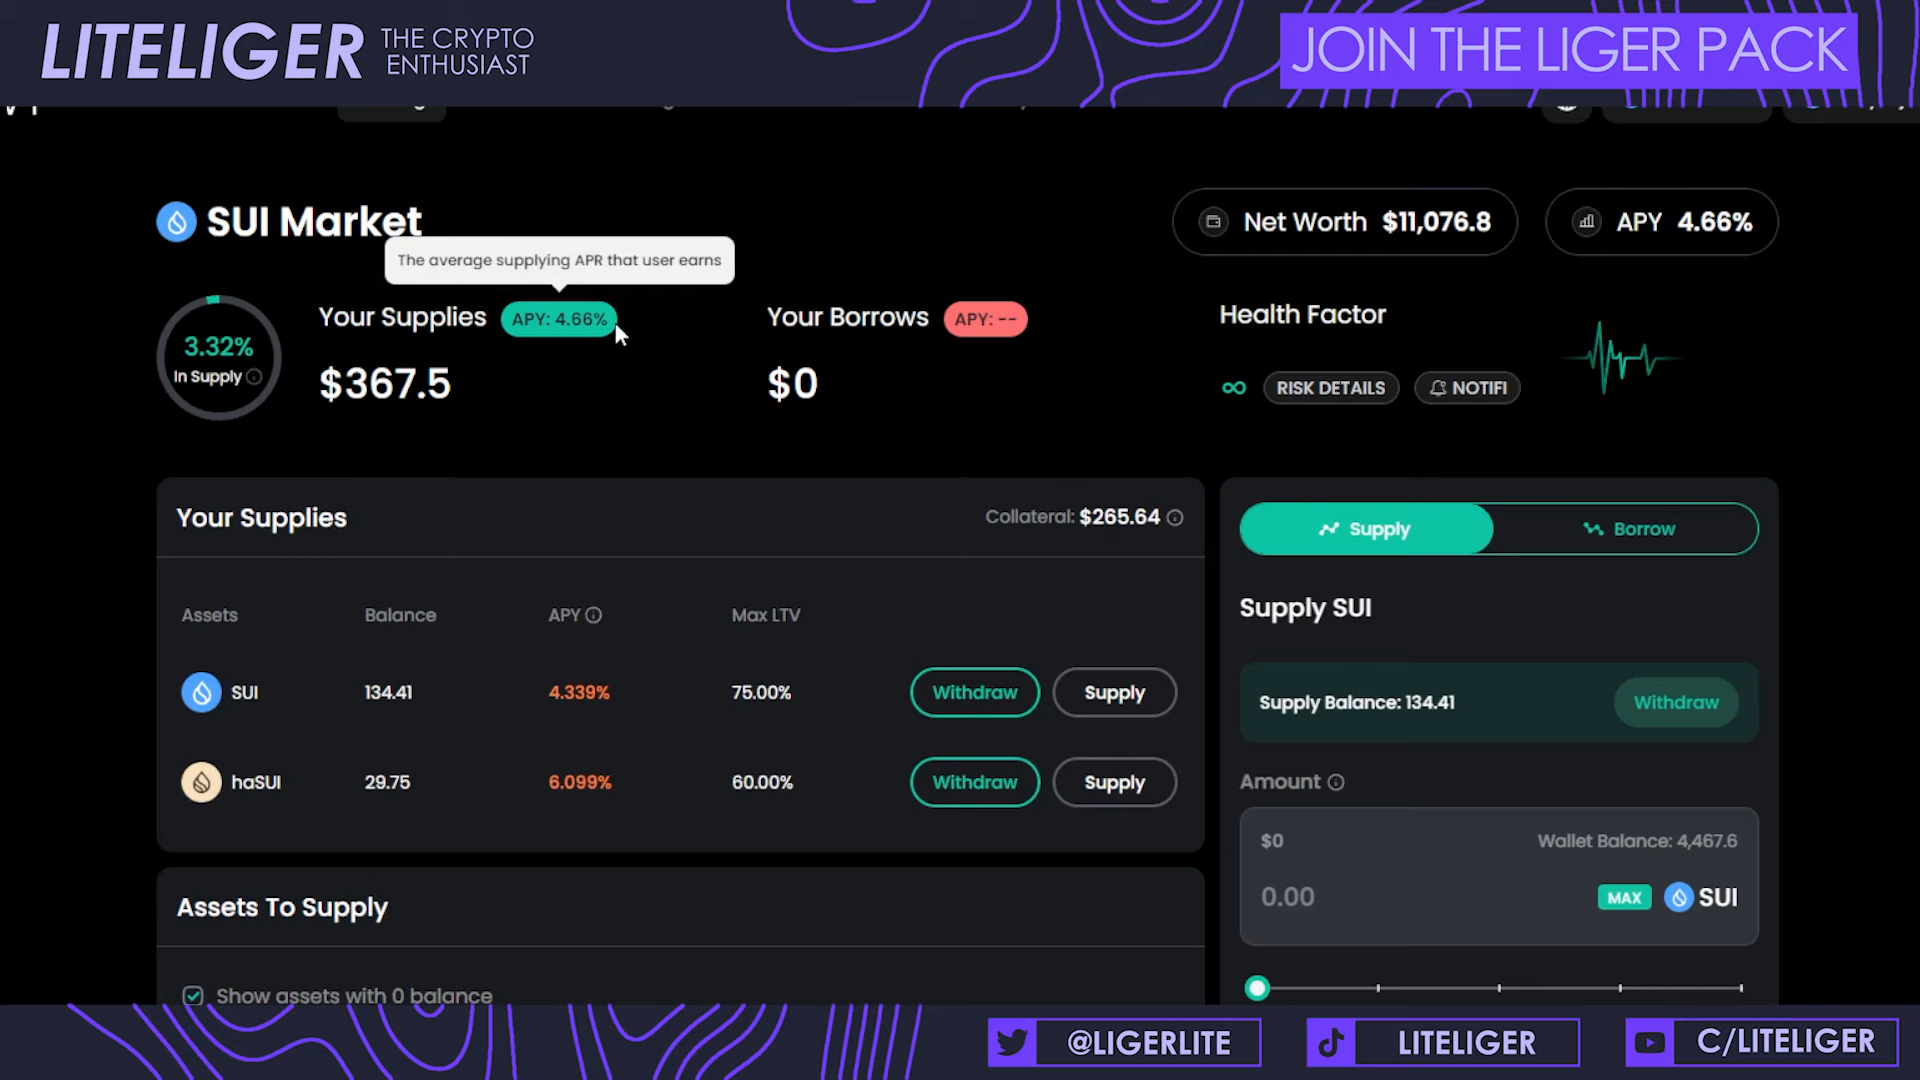 LITELIGER
THE CRYPTO
ENTHUSIAST
JOIN THE LIGER PACK
SUI Market
Net Worth $11,076.8
APY 4.66%
The average supplying APR that user earns
3.32%
In Supply
Your Supplies
APY: 4.66%
$367.5
Your Borrows
APY: --
$0
Health Factor
∞
RISK DETAILS
NOTIFI
Your Supplies
Collateral: $265.64
Assets Balance APY Max LTV
SUI 134.41 4.339% 75.00% Withdraw Supply
haSUI 29.75 6.099% 60.00% Withdraw Supply
Assets To Supply
Show assets with 0 balance
Supply
Borrow
Supply SUI
Supply Balance: 134.41
Withdraw
Amount
$0
Wallet Balance: 4,467.6
0.00
MAX
SUI
@LIGERLITE
LITELIGER
C/LITELIGER